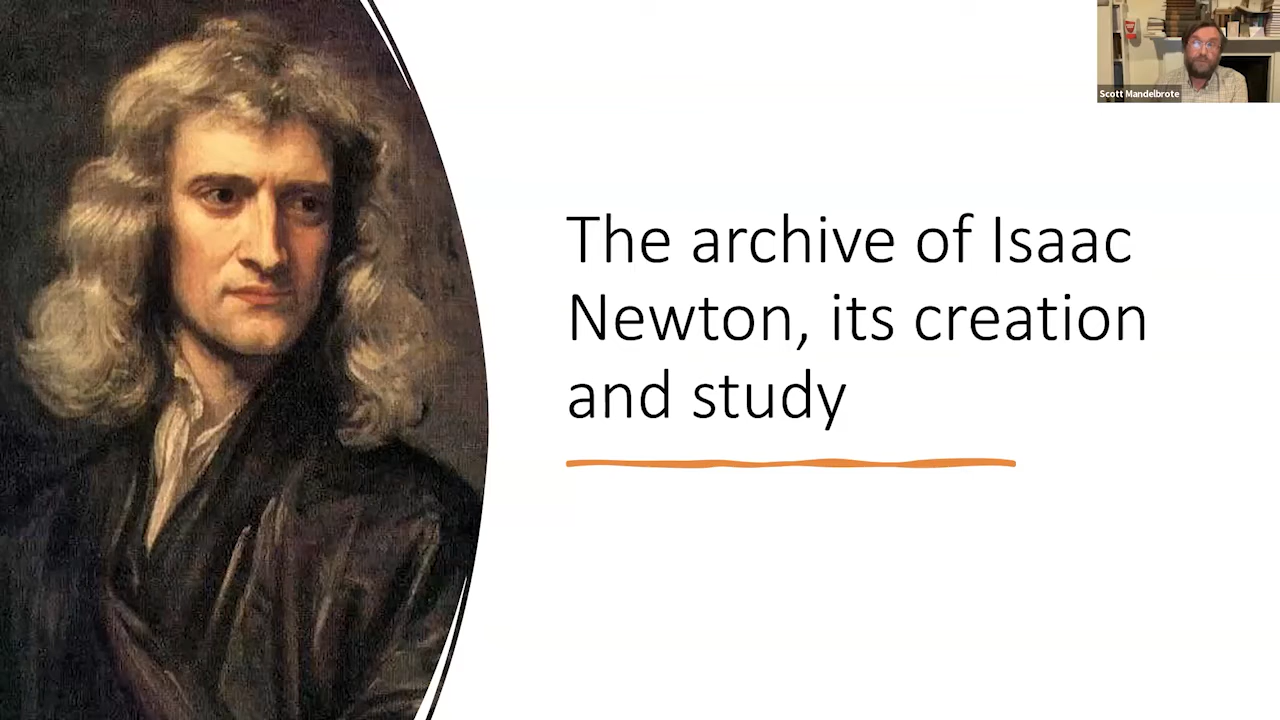 Scott Mandelbrote
The archive of Isaac
Newton, its creation
and study